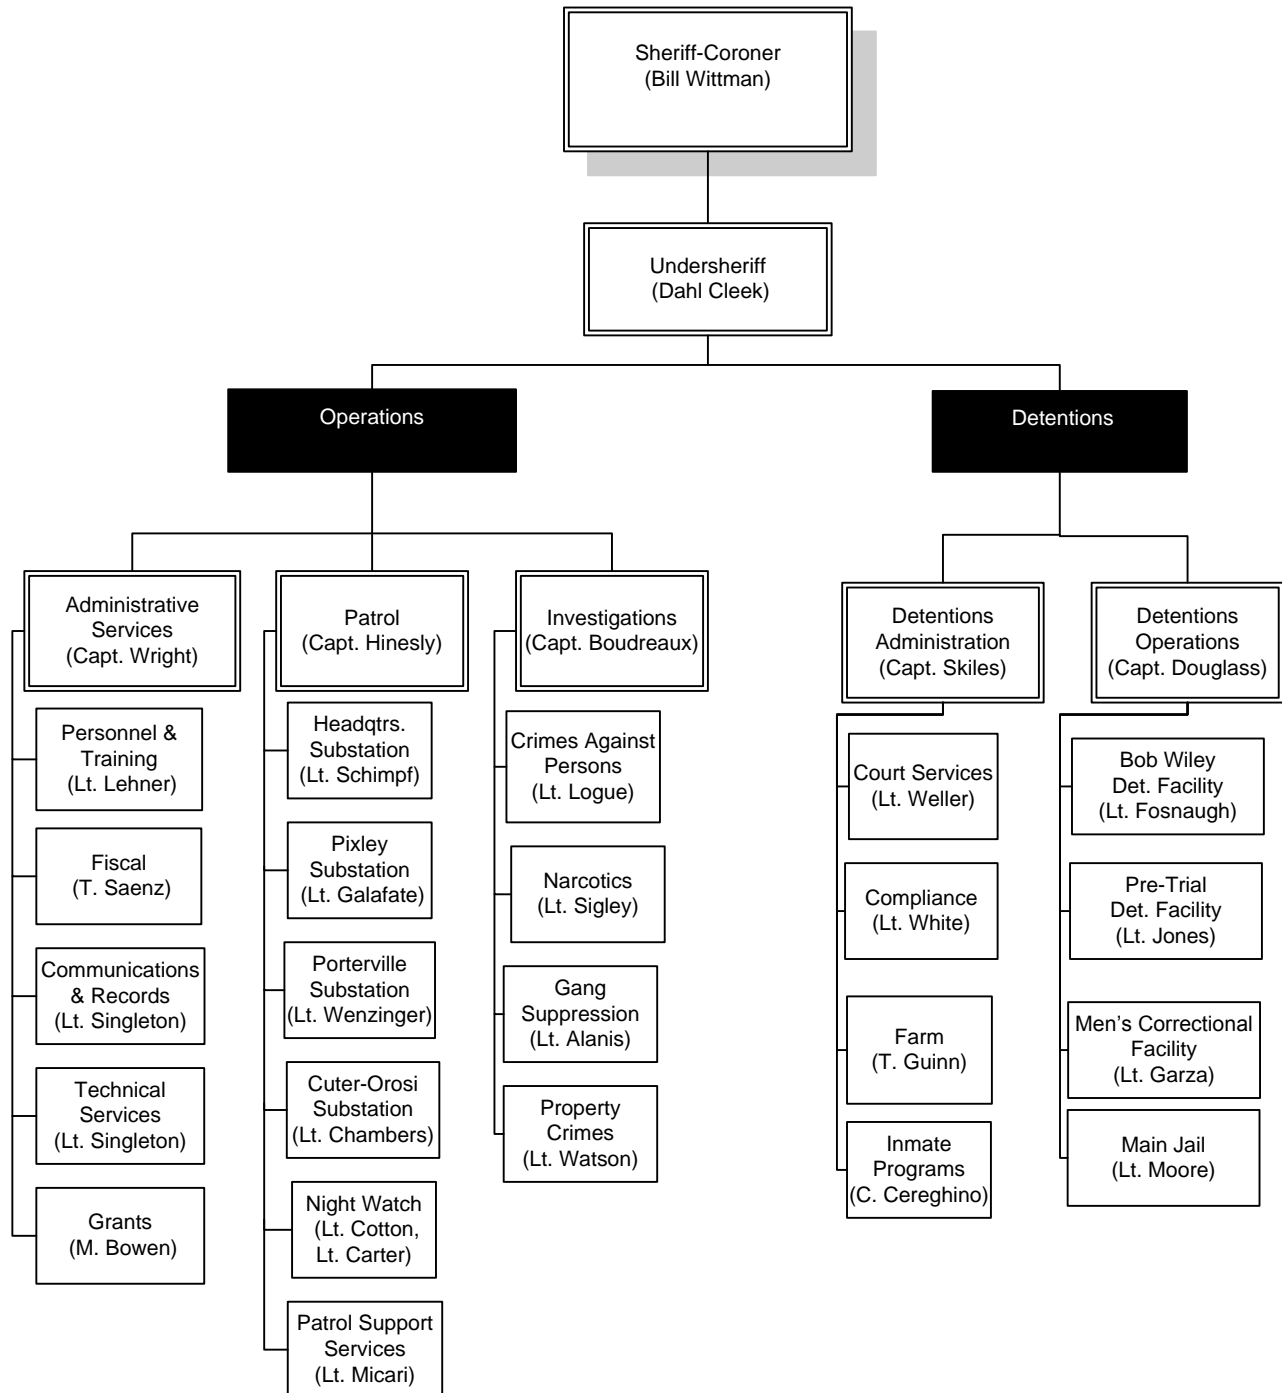 Sheriff-Coroner
(Bill Wittman)
Undersheriff
(Dahl Cleek)
Operations
Detentions
Administrative
Services
(Capt. Wright)
Patrol
(Capt. Hinesly)
Investigations
(Capt. Boudreaux)
Detentions
Administration
(Capt. Skiles)
Detentions
Operations
(Capt. Douglass)
Personnel &
Training
(Lt. Lehner)
Fiscal
(T. Saenz)
Communications
& Records
(Lt. Singleton)
Technical
Services
(Lt. Singleton)
Grants
(M. Bowen)
Headqtrs.
Substation
(Lt. Schimpf)
Pixley
Substation
(Lt. Galafate)
Porterville
Substation
(Lt. Wenzinger)
Cuter-Orosi
Substation
(Lt. Chambers)
Night Watch
(Lt. Cotton,
Lt. Carter)
Patrol Support
Services
(Lt. Micari)
Crimes Against
Persons
(Lt. Logue)
Narcotics
(Lt. Sigley)
Gang
Suppression
(Lt. Alanis)
Property
Crimes
(Lt. Watson)
Court Services
(Lt. Weller)
Compliance
(Lt. White)
Farm
(T. Guinn)
Inmate
Programs
(C. Cereghino)
Bob Wiley
Det. Facility
(Lt. Fosnaugh)
Pre-Trial
Det. Facility
(Lt. Jones)
Men's Correctional
Facility
(Lt. Garza)
Main Jail
(Lt. Moore)